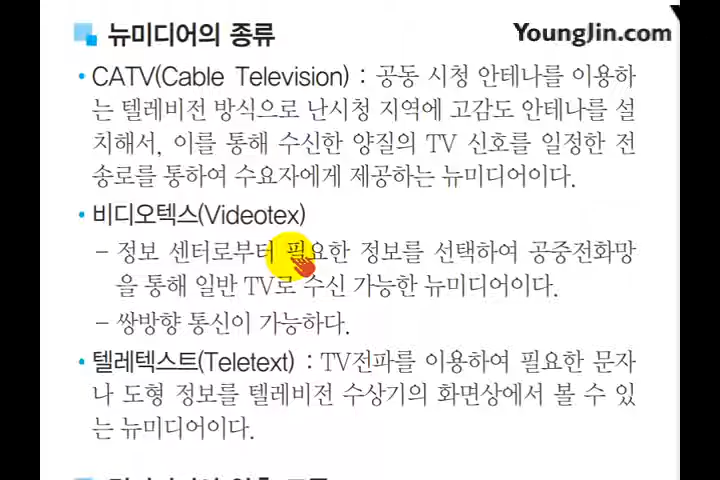 뉴미디어의 종류
YoungJin.com
• CATV(Cable Television) : 공동 시청 안테나를 이용하
는 텔레비전 방식으로 난시청 지역에 고감도 안테나를 설
치해서, 이를 통해 수신한 양질의 TV 신호를 일정한 전
송로를 통하여 수요자에게 제공하는 뉴미디어이다.
• 비디오텍스(Videotex)
– 정보 센터로부터 필요한 정보를 선택하여 공중전화망
을 통해 일반 TV로 수신 가능한 뉴미디어이다.
– 쌍방향 통신이 가능하다.
• 텔레텍스트(Teletext) : TV전파를 이용하여 필요한 문자
나 도형 정보를 텔레비전 수상기의 화면상에서 볼 수 있
는 뉴미디어이다.